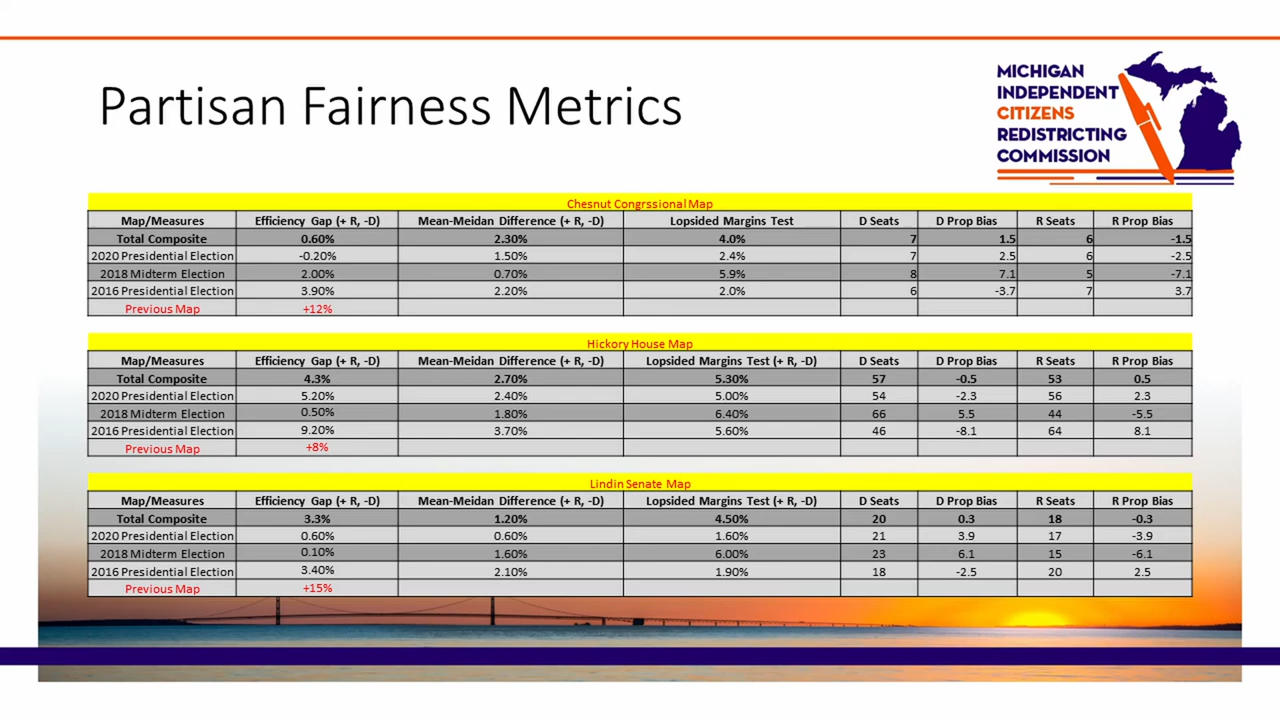 Partisan Fairness Metrics
MICHIGAN
INDEPENDENT
CITIZENS
REDISTRICTING
COMMISSION
Chesnut Congrssional Map
Map/Measures Efficiency Gap (+ R, -D) Mean-Meidan Difference (+ R, -D) Lopsided Margins Test D Seats D Prop Bias R Seats R Prop Bias
Total Composite 0.60% 2.30% 4.0% 7 1.5 6 -1.5
2020 Presidential Election -0.20% 1.50% 2.4% 7 2.5 6 -2.5
2018 Midterm Election 2.00% 0.70% 5.9% 8 7.1 5 -7.1
2016 Presidential Election 3.90% 2.20% 2.0% 6 -3.7 7 3.7
Previous Map +12%
Hickory House Map
Map/Measures Efficiency Gap (+ R, -D) Mean-Meidan Difference (+ R, -D) Lopsided Margins Test (+ R, -D) D Seats D Prop Bias R Seats R Prop Bias
Total Composite 4.3% 2.70% 5.30% 57 -0.5 53 0.5
2020 Presidential Election 5.20% 2.40% 5.00% 54 -2.3 56 2.3
2018 Midterm Election 0.50% 1.80% 6.40% 66 5.5 44 -5.5
2016 Presidential Election 9.20% 3.70% 5.60% 46 -8.1 64 8.1
Previous Map +8%
Lindin Senate Map
Map/Measures Efficiency Gap (+ R, -D) Mean-Meidan Difference (+ R, -D) Lopsided Margins Test (+ R, -D) D Seats D Prop Bias R Seats R Prop Bias
Total Composite 3.3% 1.20% 4.50% 20 0.3 18 -0.3
2020 Presidential Election 0.60% 0.60% 1.60% 21 3.9 17 -3.9
2018 Midterm Election 0.10% 1.60% 6.00% 23 6.1 15 -6.1
2016 Presidential Election 3.40% 2.10% 1.90% 18 -2.5 20 2.5
Previous Map +15%